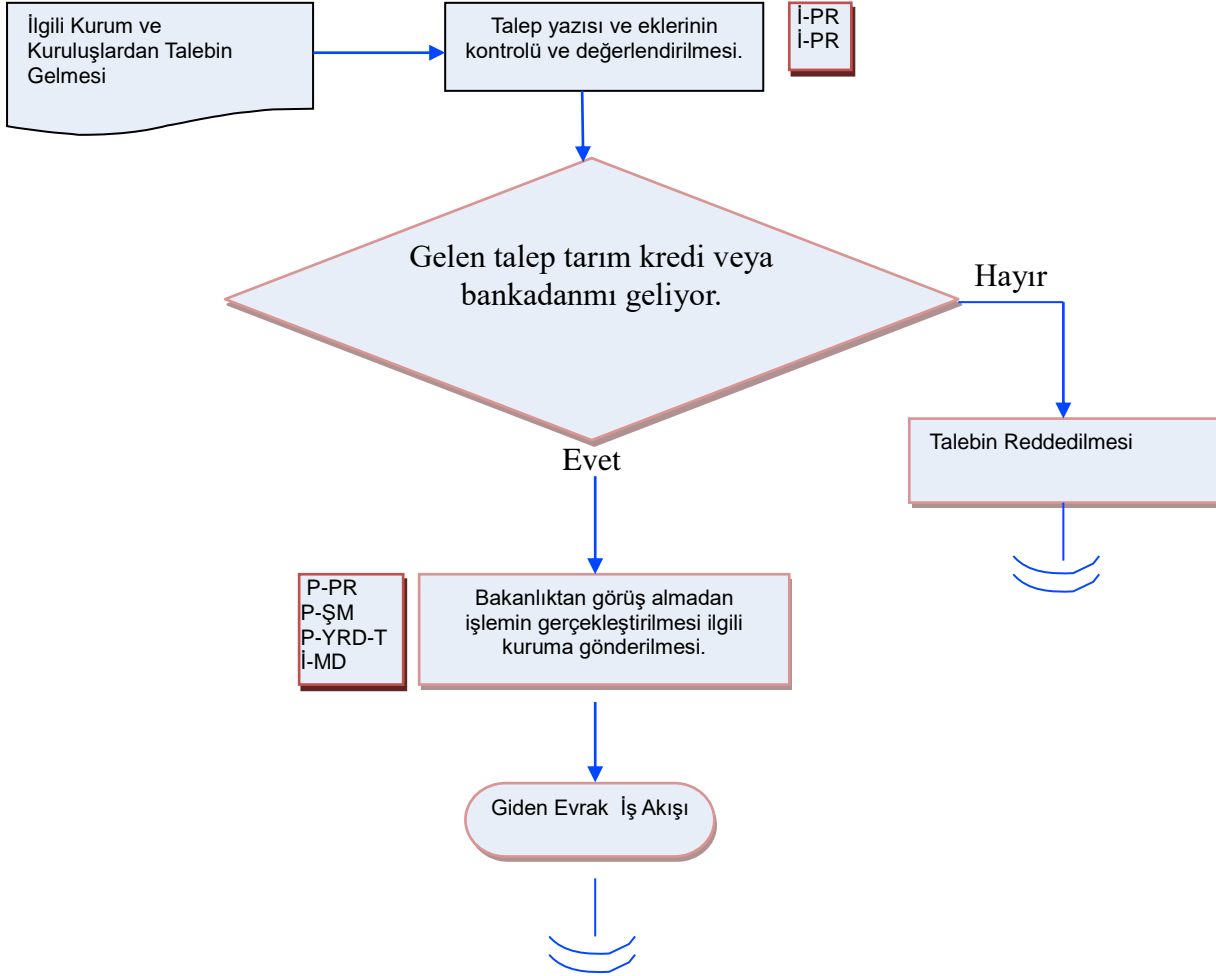 İlgili Kurum ve
Kuruluşlardan Talebin
Gelmesi
Talep yazısı ve eklerinin
kontrolü ve değerlendirilmesi.
İ-PR
İ-PR
Gelen talep tarım kredi veya
bankadanmı geliyor.
Hayır
Talebin Reddedilmesi
Evet
P-PR
P-ŞM
P-YRD-T
İ-MD
Bakanlıktan görüş almadan
işlemin gerçekleştirilmesi ilgili
kuruma gönderilmesi.
Giden Evrak  İş Akışı